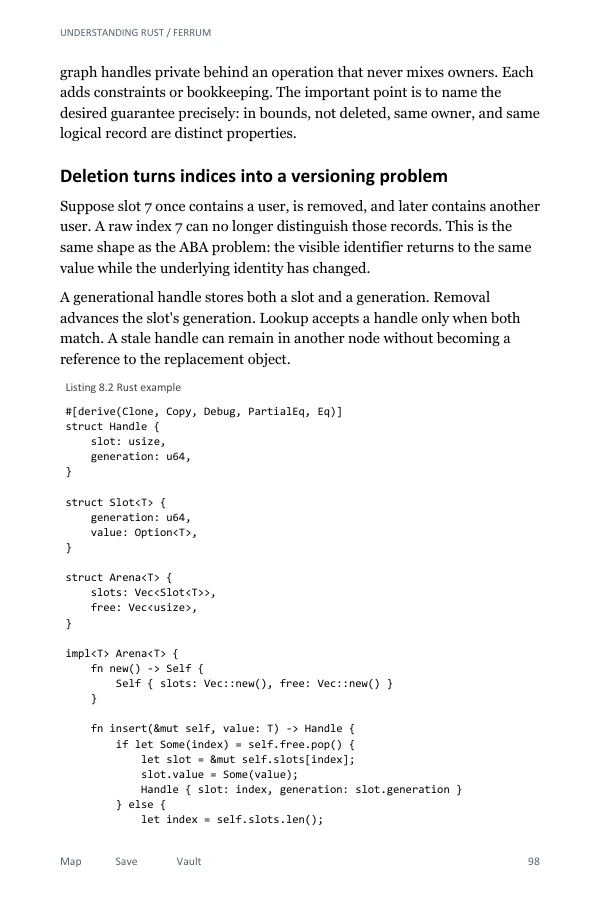 UNDERSTANDING RUST / FERRUM
graph handles private behind an operation that never mixes owners. Each
adds constraints or bookkeeping. The important point is to name the
desired guarantee precisely: in bounds, not deleted, same owner, and same
logical record are distinct properties.
Deletion turns indices into a versioning problem
Suppose slot 7 once contains a user, is removed, and later contains another
user. A raw index 7 can no longer distinguish those records. This is the
same shape as the ABA problem: the visible identifier returns to the same
value while the underlying identity has changed.
A generational handle stores both a slot and a generation. Removal
advances the slot's generation. Lookup accepts a handle only when both
match. A stale handle can remain in another node without becoming a
reference to the replacement object.
Listing 8.2 Rust example
#[derive(Clone, Copy, Debug, PartialEq, Eq)]
struct Handle {
    slot: usize,
    generation: u64,
}
struct Slot<T> {
    generation: u64,
    value: Option<T>,
}
struct Arena<T> {
    slots: Vec<Slot<T>>,
    free: Vec<usize>,
}
impl<T> Arena<T> {
    fn new() -> Self {
        Self { slots: Vec::new(), free: Vec::new() }
    }
    fn insert(&mut self, value: T) -> Handle {
        if let Some(index) = self.free.pop() {
            let slot = &mut self.slots[index];
            slot.value = Some(value);
            Handle { slot: index, generation: slot.generation }
        } else {
            let index = self.slots.len();
Map Save Vault 98